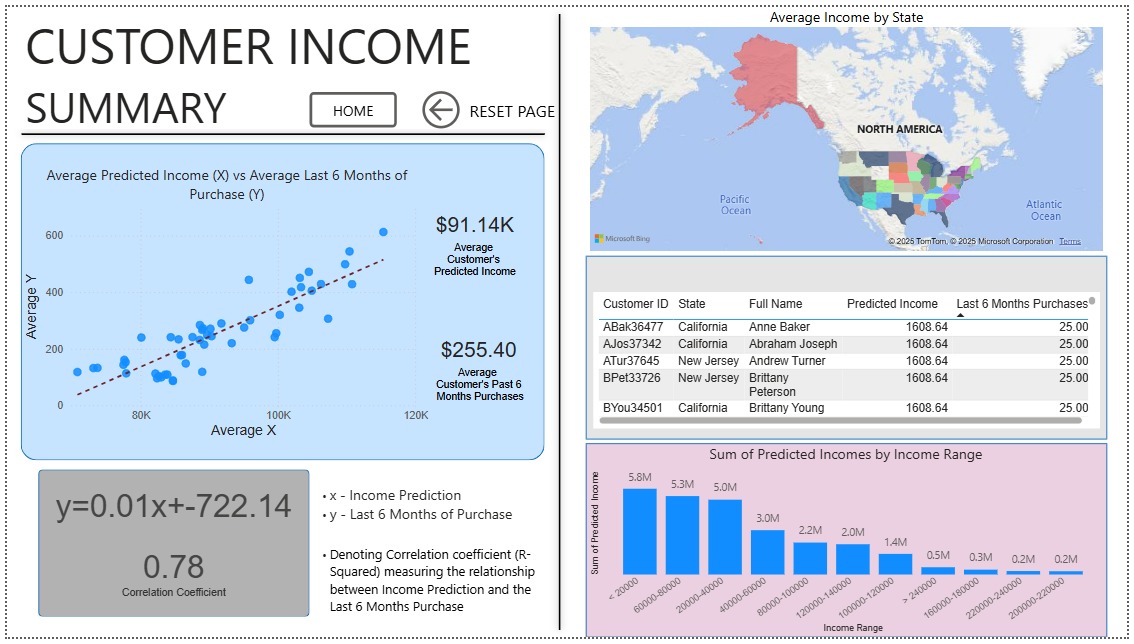 CUSTOMER INCOME
SUMMARY
HOME
RESET PAGE
Average Predicted Income (X) vs Average Last 6 Months of
Purchase (Y)
Average Y
600
400
200
0
80K
100K
120K
Average X
$91.14K
Average
Customer's
Predicted Income
$255.40
Average
Customer's Past 6
Months Purchases
y=0.01x+-722.14
0.78
Correlation Coefficient
• x - Income Prediction
• y - Last 6 Months of Purchase
• Denoting Correlation coefficient (R-
Squared) measuring the relationship
between Income Prediction and the
Last 6 Months Purchase
Average Income by State
NORTH AMERICA
Pacific
Ocean
Atlantic
Ocean
Microsoft Bing
© 2025 TomTom, © 2025 Microsoft Corporation Terms
Customer ID State Full Name Predicted Income Last 6 Months Purchases
ABak36477 California Anne Baker 1608.64 25.00
AJos37342 California Abraham Joseph 1608.64 25.00
ATur37645 New Jersey Andrew Turner 1608.64 25.00
BPet33726 New Jersey Brittany 1608.64 25.00
Peterson
BYou34501 California Brittany Young 1608.64 25.00
Sum of Predicted Incomes by Income Range
Sum of Predicted Income
5.8M
5.3M
5.0M
3.0M
2.2M
2.0M
1.4M
0.5M
0.3M
0.2M
0.2M
< 20000
60000-80000
20000-40000
40000-60000
80000-100000
120000-140000
100000-120000
> 240000
160000-180000
220000-240000
200000-220000
Income Range